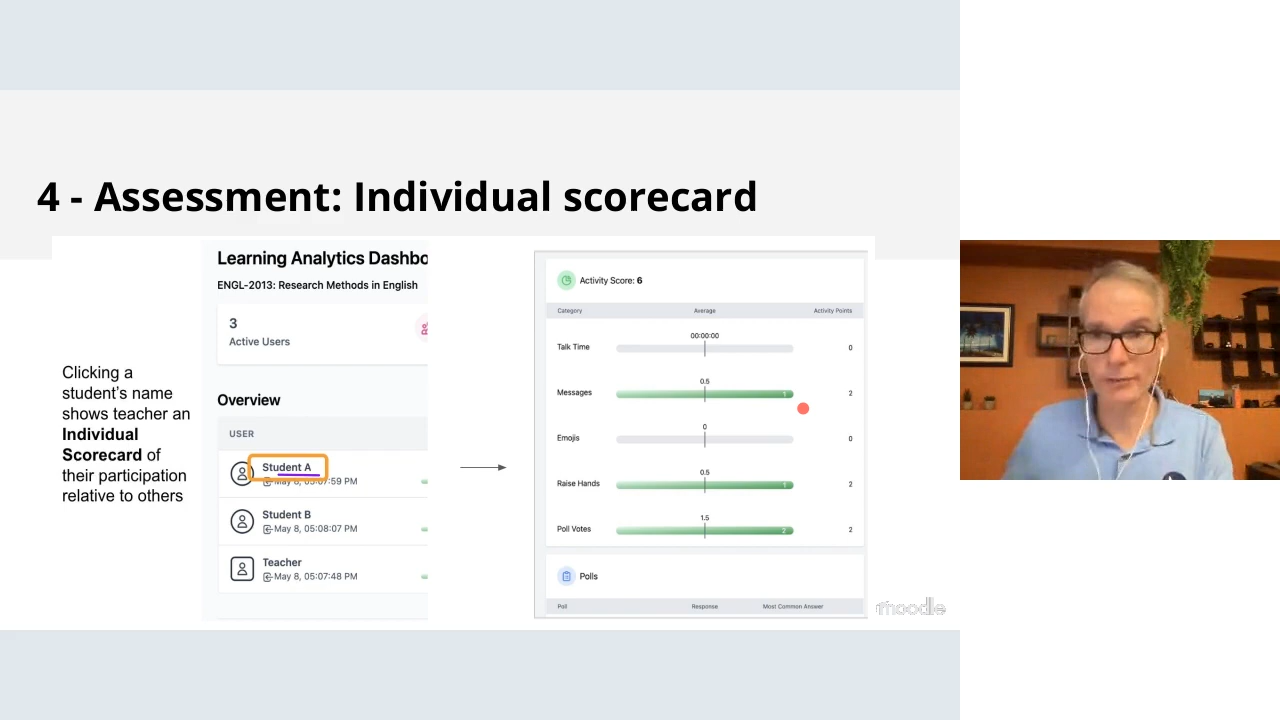 4 - Assessment: Individual scorecard
Clicking a
student's name
shows teacher an
Individual
Scorecard of
their participation
relative to others
Learning Analytics Dashbo
ENGL-2013: Research Methods in English
3
Active Users
Overview
USER
Student A
May 8, 05:07:59 PM
Student B
May 8, 05:08:07 PM
Teacher
May 8, 05:07:48 PM
Activity Score: 6
Category Average Activity Points
00:00:00
Talk Time 0
0.5
Messages 1 2
0
Emojis 0
0.5
Raise Hands 1 2
1.5
Poll Votes 2 2
Polls
Poll Response Most Common Answer
moodle